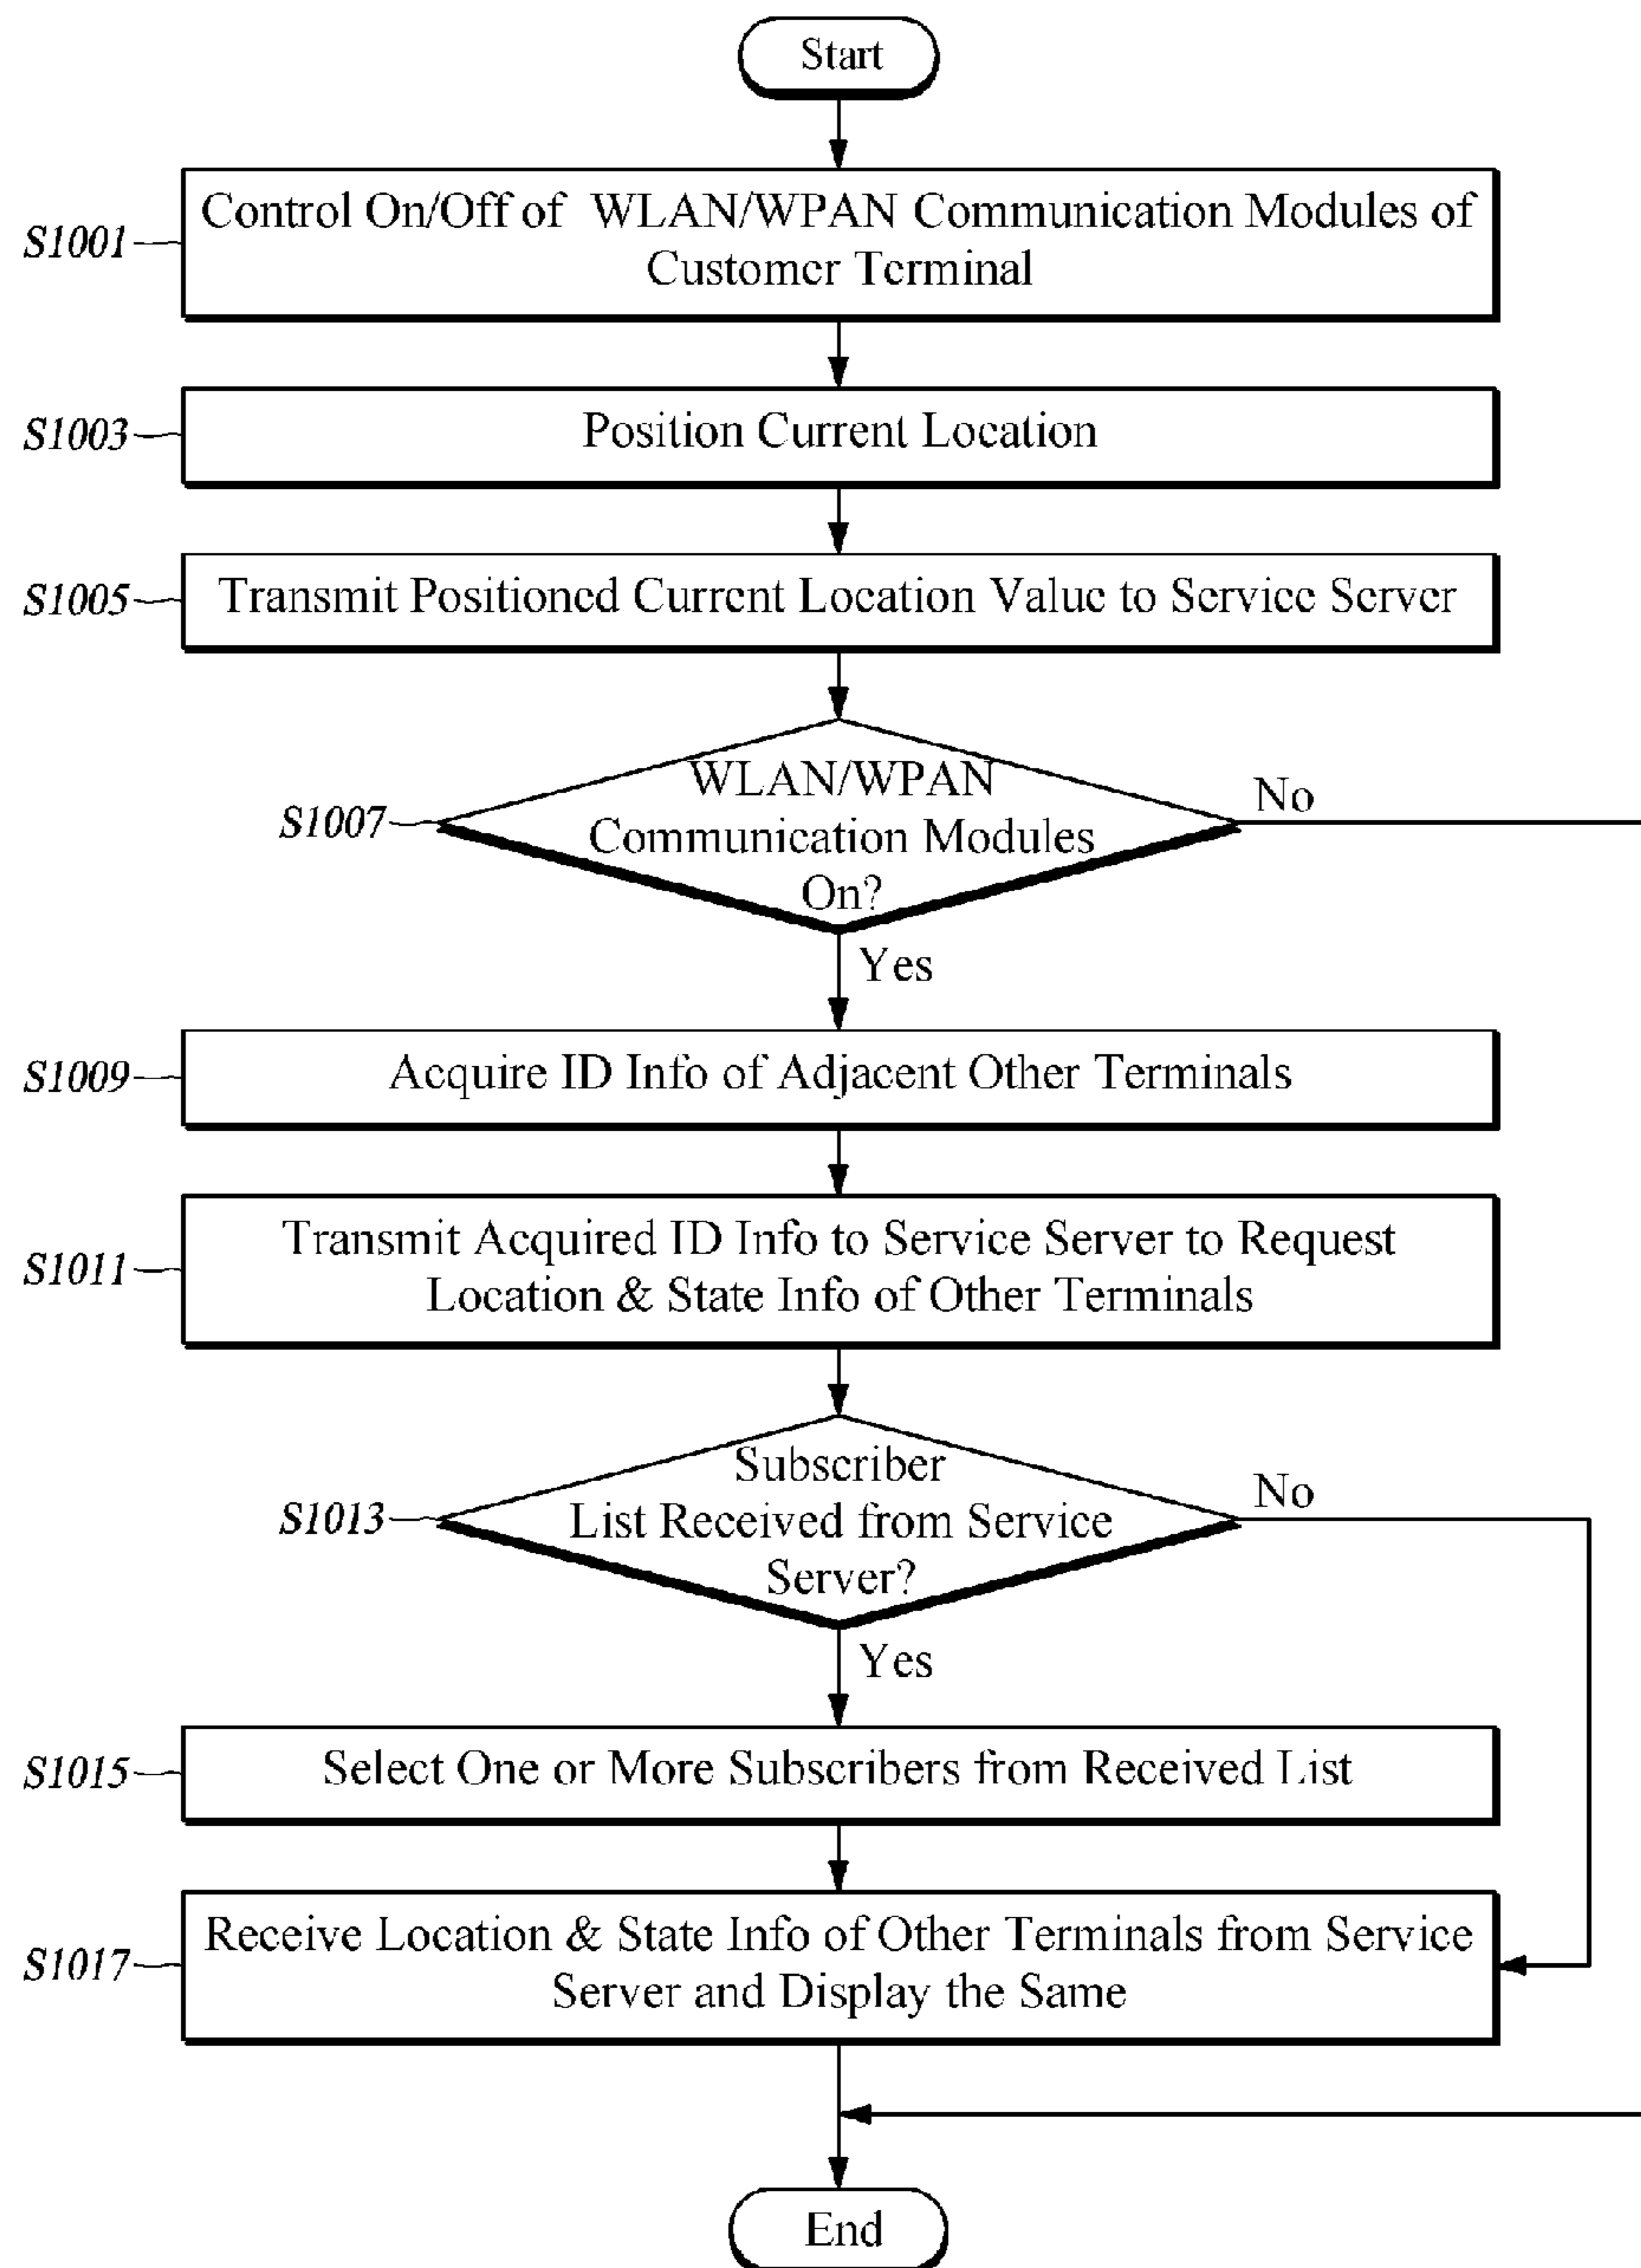 Start
S1001
Control On/Off of WLAN/WPAN Communication Modules of
Customer Terminal
S1003
Position Current Location
S1005
Transmit Positioned Current Location Value to Service Server
S1007
WLAN/WPAN
Communication Modules
On?
No
Yes
S1009
Acquire ID Info of Adjacent Other Terminals
S1011
Transmit Acquired ID Info to Service Server to Request
Location & State Info of Other Terminals
S1013
Subscriber
List Received from Service
Server?
No
Yes
S1015
Select One or More Subscribers from Received List
S1017
Receive Location & State Info of Other Terminals from Service
Server and Display the Same
End